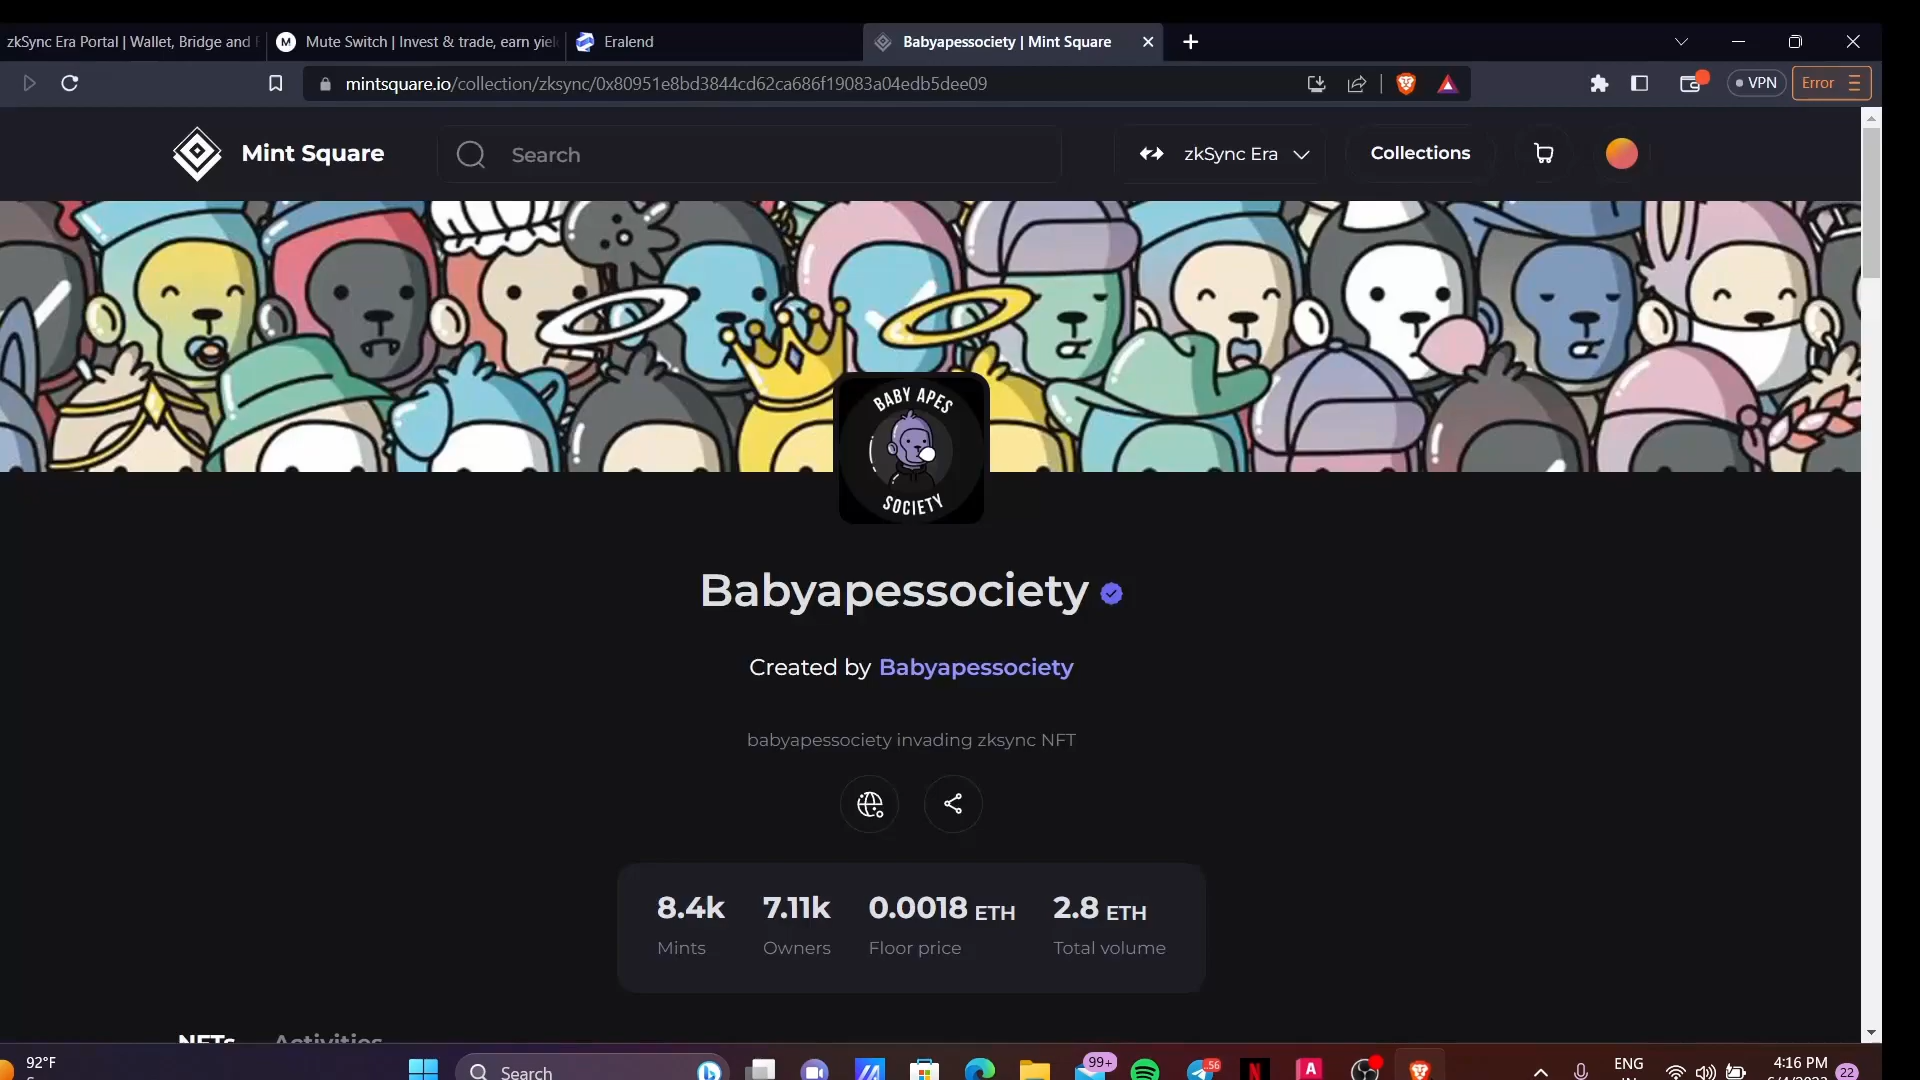 zkSync Era Portal | Wallet, Bridge and
Mute Switch | Invest & trade, earn yiel
Eralend
Babyapessociety | Mint Square
mintsquare.io/collection/zksync/0x80951e8bd3844cd62ca686f19083a04edb5dee09
VPN
Error
Mint Square
Search
zkSync Era
Collections
BABY APES
SOCIETY
Babyapessociety
Created by Babyapessociety
babyapessociety invading zksync NFT
8.4k
7.11k
0.0018 ETH
2.8 ETH
Mints
Owners
Floor price
Total volume
NFTs
Activities
92°F
Search
99+
56
ENG
4:16 PM
22